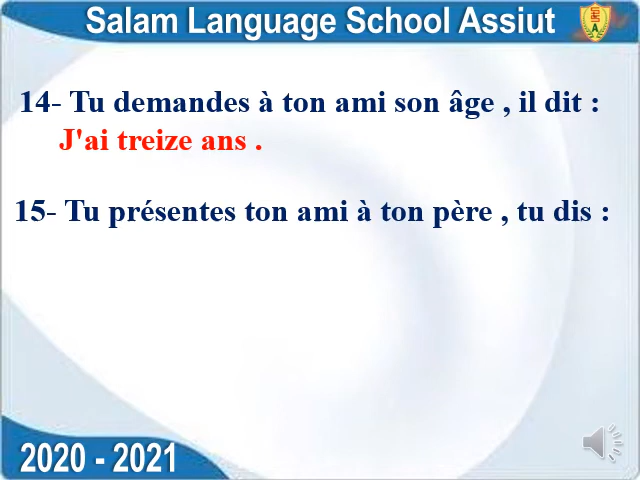 Salam Language School Assiut
14- Tu demandes à ton ami son âge , il dit :
J'ai treize ans .
15- Tu présentes ton ami à ton père , tu dis :
2020 - 2021